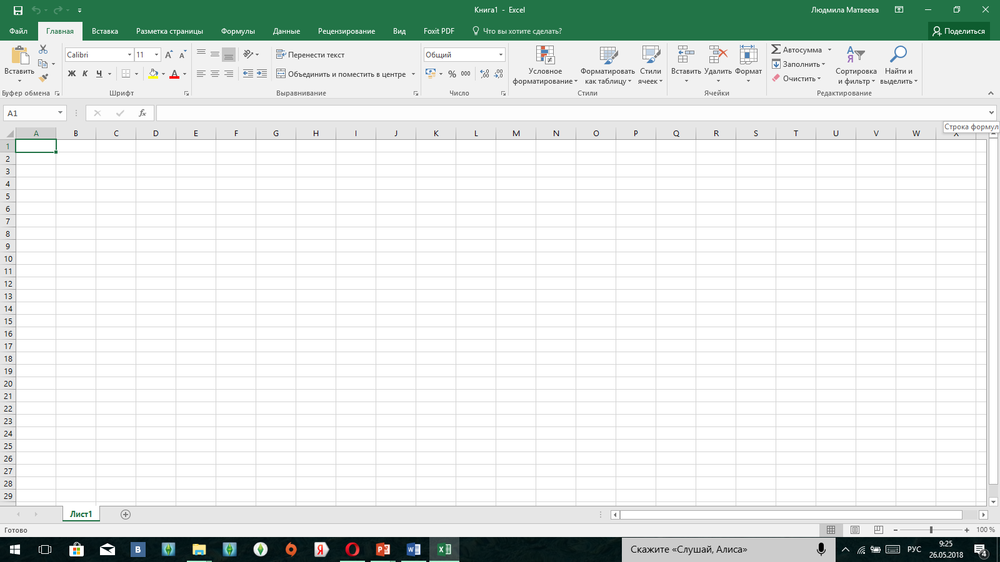 Книга1 - Excel
Людмила Матвеева
Файл Главная Вставка Разметка страницы Формулы Данные Рецензирование Вид Foxit PDF Что вы хотите сделать? Поделиться
Вставить
Буфер обмена
Calibri 11
Ж К Ч
Шрифт
Перенести текст
Объединить и поместить в центре
Выравнивание
Общий
% 000
Число
Условное форматирование
Форматировать как таблицу
Стили ячеек
Стили
Вставить Удалить Формат
Ячейки
Автосумма
Заполнить
Очистить
Сортировка и фильтр
Найти и выделить
Редактирование
A1 fx
Строка формул
A B C D E F G H I J K L M N O P Q R S T U V W X
1
2
3
4
5
6
7
8
9
10
11
12
13
14
15
16
17
18
19
20
21
22
23
24
25
26
27
28
29
Лист1
Готово
100 %
Скажите «Слушай, Алиса»
РУС
9:25
26.05.2018
4